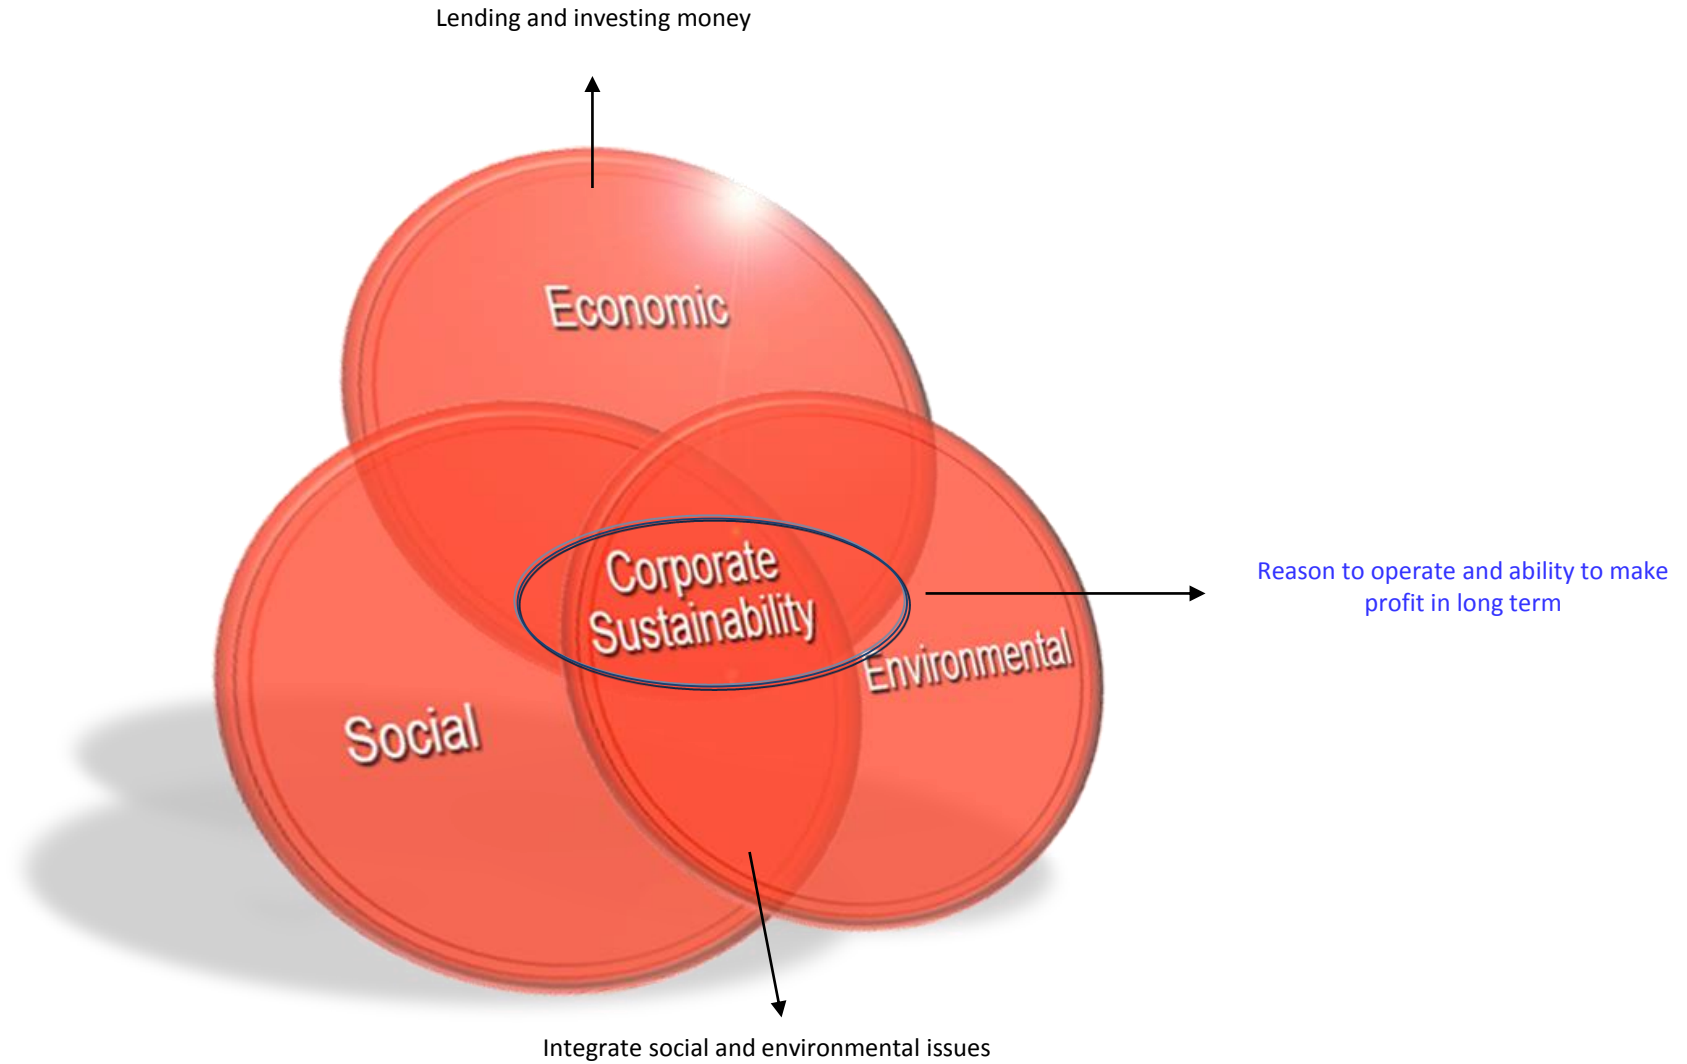 Lending and investing money
Economic
Corporate
Sustainability
Reason to operate and ability to make
profit in long term
Environmental
Social
Integrate social and environmental issues